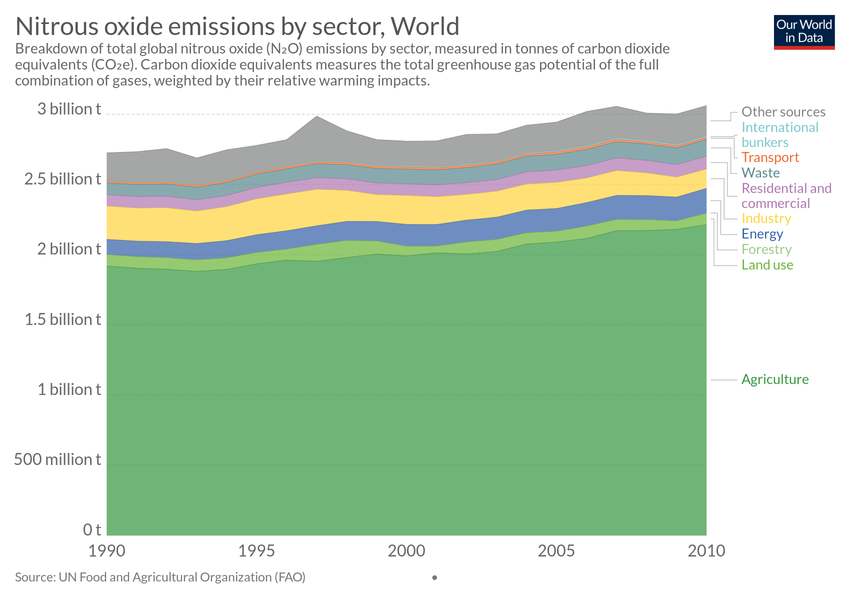 Nitrous oxide emissions by sector, World
Our World
in Data
Breakdown of total global nitrous oxide (N₂O) emissions by sector, measured in tonnes of carbon dioxide
equivalents (CO₂e). Carbon dioxide equivalents measures the total greenhouse gas potential of the full
combination of gases, weighted by their relative warming impacts.
3 billion t
2.5 billion t
2 billion t
1.5 billion t
1 billion t
500 million t
0 t
1990
1995
2000
2005
2010
Other sources
International
bunkers
Transport
Waste
Residential and
commercial
Industry
Energy
Forestry
Land use
Agriculture
Source: UN Food and Agricultural Organization (FAO)